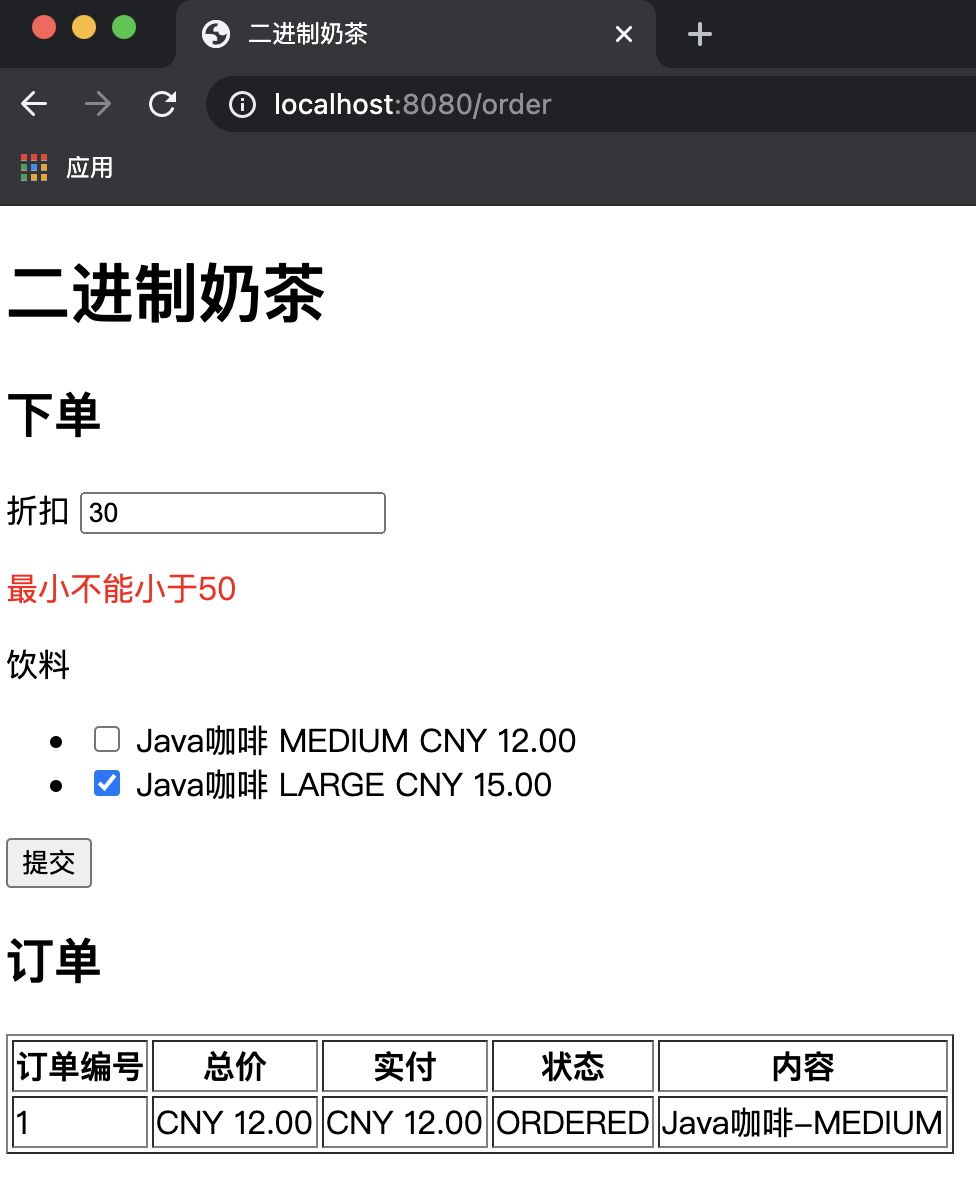 二进制奶茶
localhost:8080/order
应用
二进制奶茶
下单
折扣 30
最小不能小于50
饮料
Java咖啡 MEDIUM CNY 12.00
Java咖啡 LARGE CNY 15.00
提交
订单
订单编号 总价 实付 状态 内容
1 CNY 12.00 CNY 12.00 ORDERED Java咖啡-MEDIUM